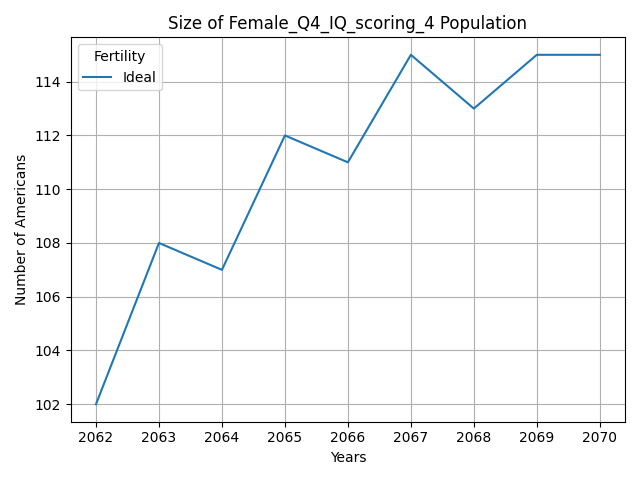 Size of Female_Q4_IQ_scoring_4 Population
Fertility
Ideal
Number of Americans
114
112
110
108
106
104
102
2062 2063 2064 2065 2066 2067 2068 2069 2070
Years